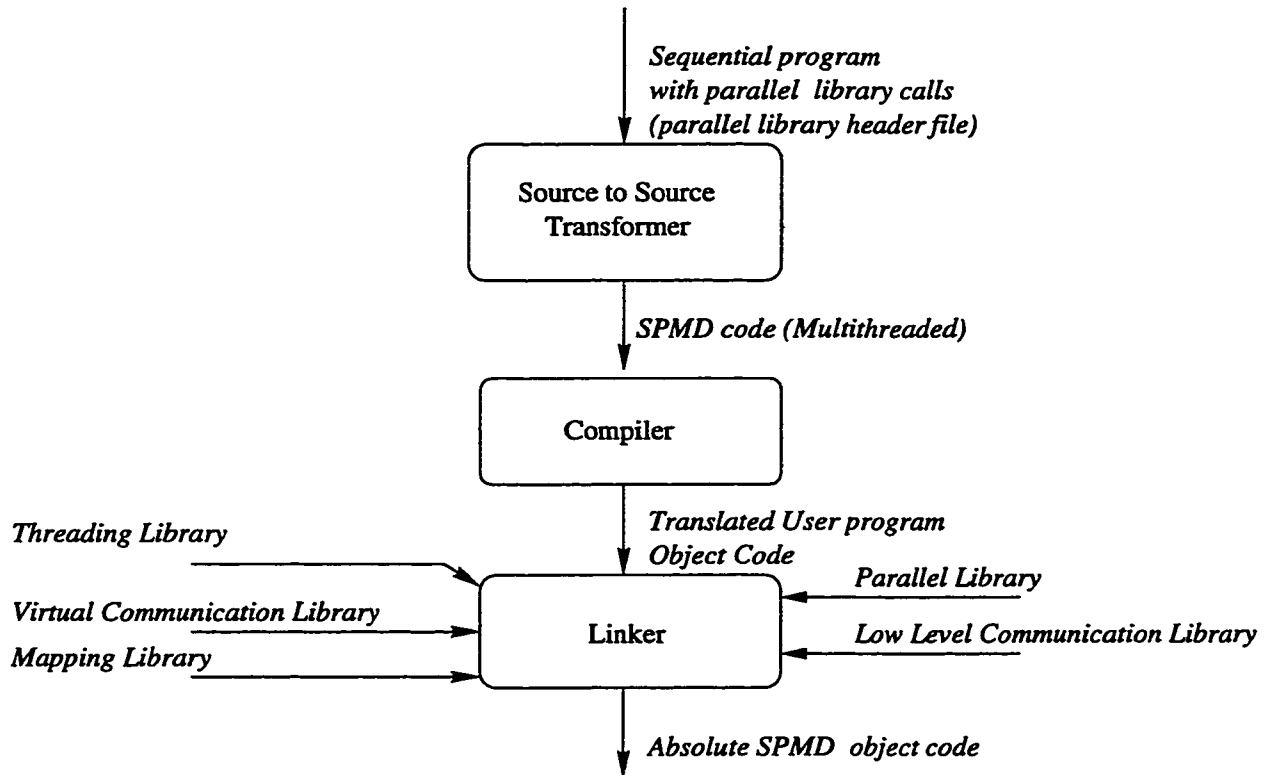 Sequential program
with parallel library calls
(parallel library header file)
Source to Source
Transformer
SPMD code (Multithreaded)
Compiler
Translated User program
Object Code
Threading Library
Parallel Library
Virtual Communication Library
Linker
Low Level Communication Library
Mapping Library
Absolute SPMD object code